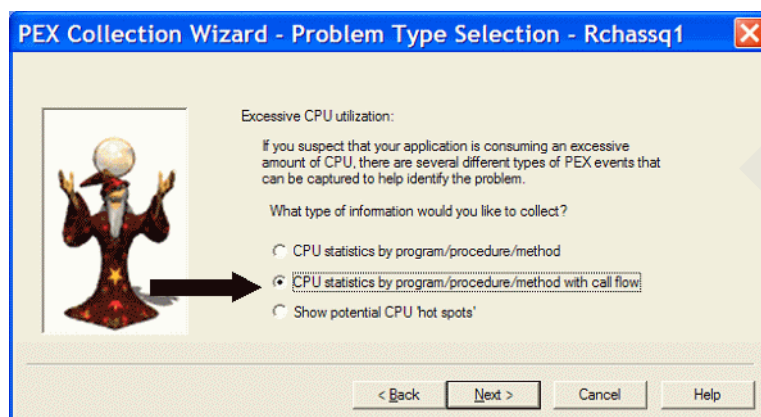 PEX Collection Wizard - Problem Type Selection - Rchassq1
Excessive CPU utilization:
If you suspect that your application is consuming an excessive
amount of CPU, there are several different types of PEX events that
can be captured to help identify the problem.
What type of information would you like to collect?
CPU statistics by program/procedure/method
CPU statistics by program/procedure/method with call flow
Show potential CPU 'hot spots'
< Back Next > Cancel Help